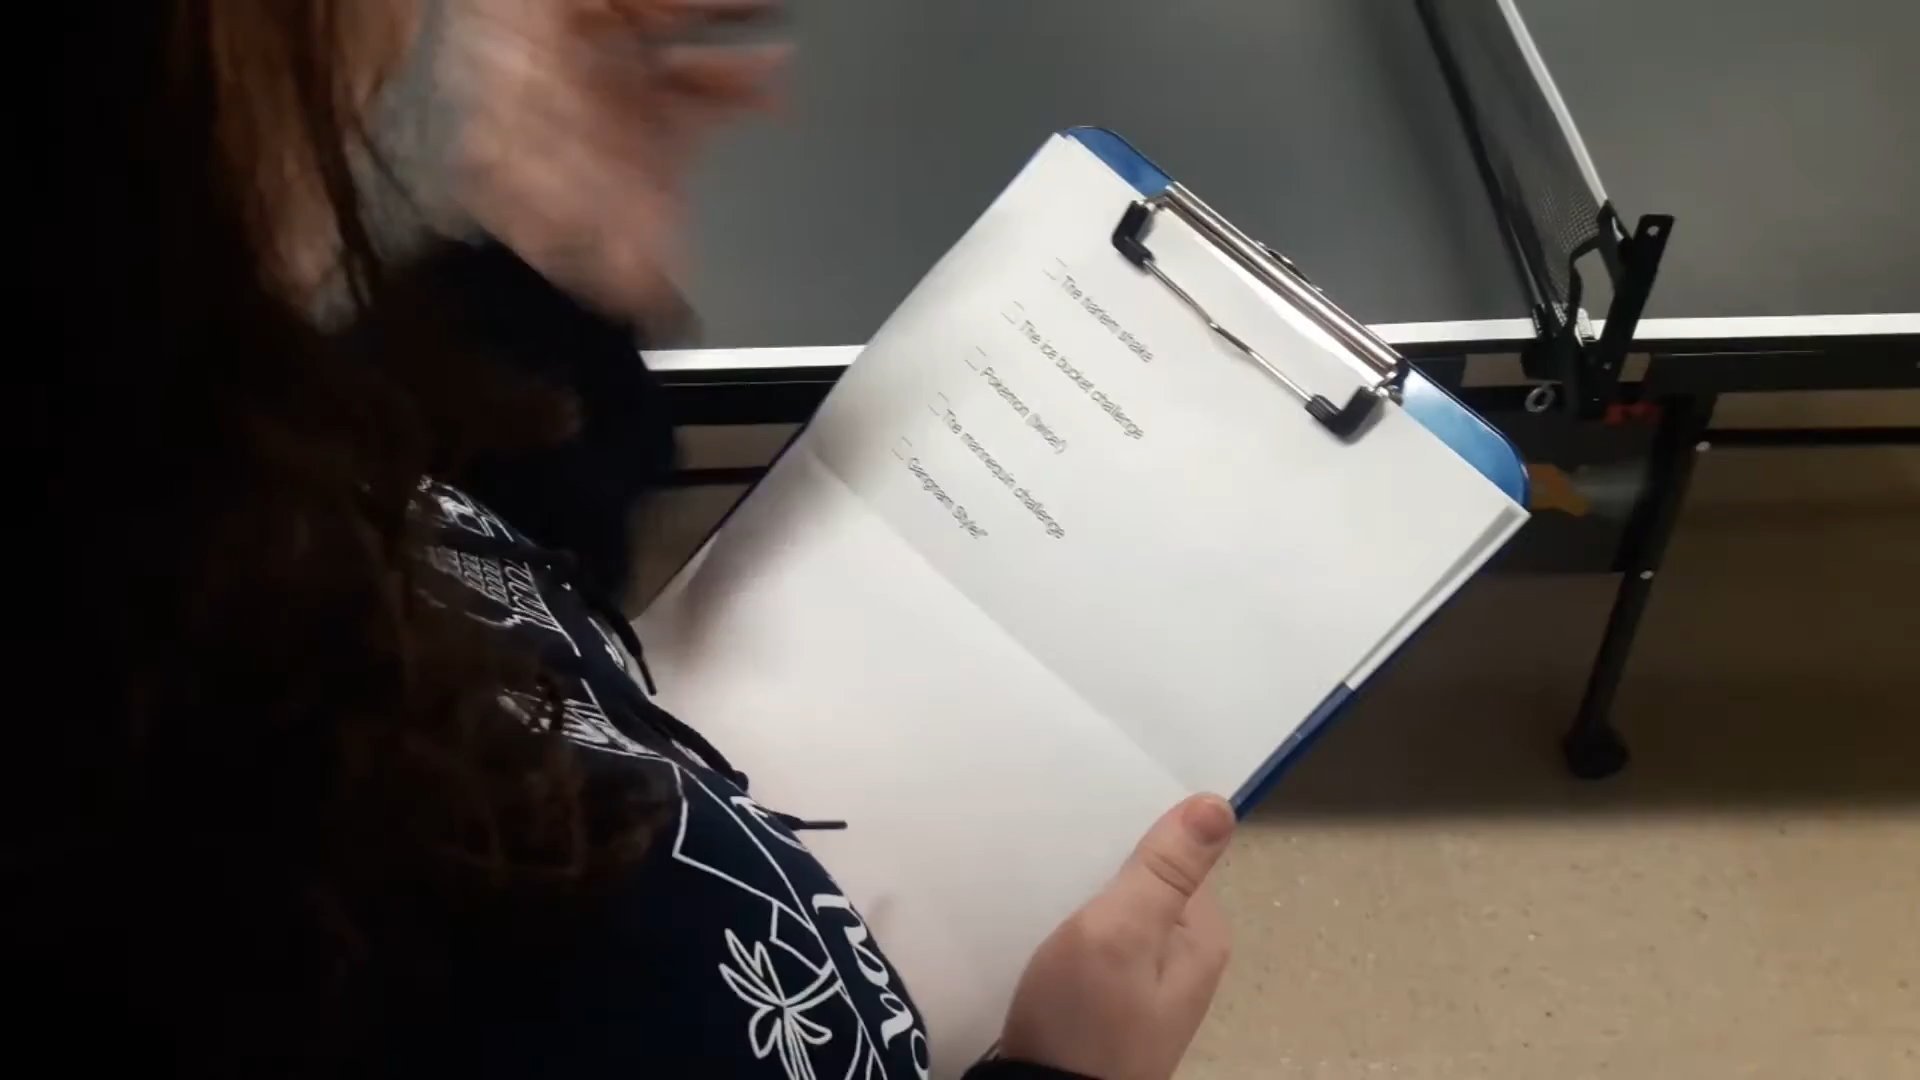 ☐ The harlem shake
☐ The ice bucket challenge
☐ Pokemon (twice!)
☐ The mannequin challenge
☐ Gangnam Style!'